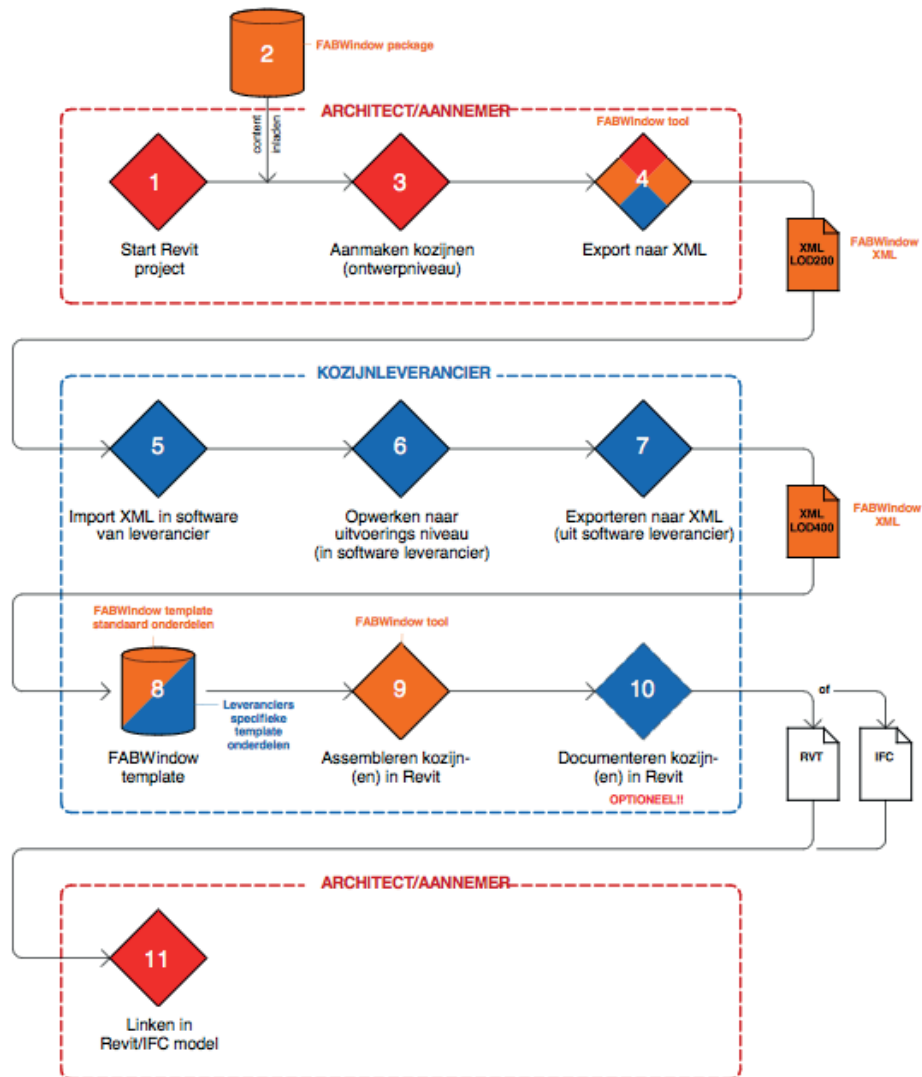 2
FABWindow package
ARCHITECT/AANNEMER
content
inladen
FABWindow tool
1
3
4
Start Revit
project
Aanmaken kozijnen
(ontwerpniveau)
Export naar XML
XML
LOD200
FABWindow
XML
KOZIJNLEVERANCIER
5
6
7
Import XML in software
van leverancier
Opwerken naar
uitvoerings niveau
(in software leverancier)
Exporteren naar XML
(uit software leverancier)
XML
LOD400
FABWindow
XML
FABWindow template
standaard onderdelen
FABWindow tool
8
9
10
Leveranciers
specifieke
template
onderdelen
FABWindow
template
Assembleren kozijn-
(en) in Revit
Documenteren kozijn-
(en) in Revit
OPTIONEEL!!
of
RVT
IFC
ARCHITECT/AANNEMER
11
Linken in
Revit/IFC model